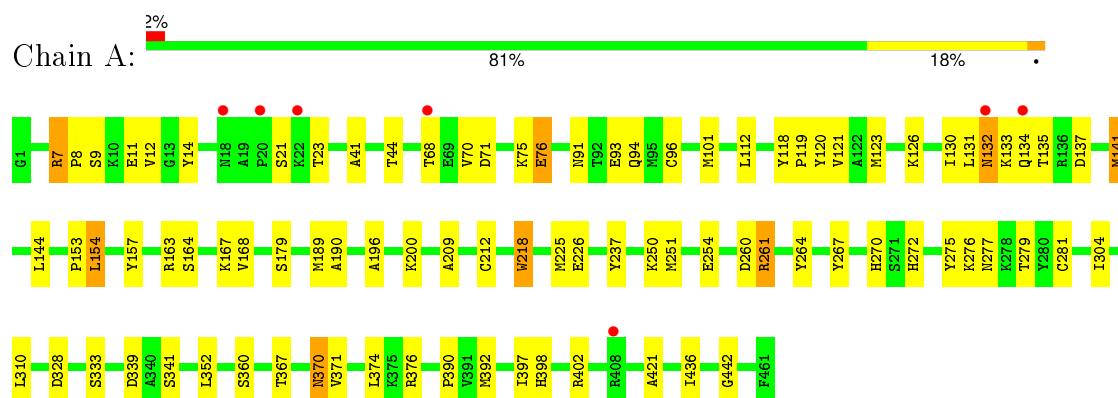 2%
Chain A:
81% 18% •
G1 R7 P8 S9 K10 E11 V12 G13 Y14 N18 A19 P20 S21 K22 T23 A41 T44 T68 E69 V70 D71 K75 E76 N91 T92 E93 Q94 M95 C96 M101 L112 Y118 P119 Y120 V121 A122 M123 K126 I130 L131 N132 K133 Q134 T135 R136 D137 M141
L144 P153 L154 Y157 R163 S164 K167 V168 S179 M189 A190 A196 K200 A209 C212 W218 M225 E226 Y237 K250 M251 E254 D260 R261 Y264 Y267 H270 S271 H272 Y275 K276 N277 K278 T279 Y280 C281 I304
L310 D328 S333 D339 A340 S341 L352 S360 T367 N370 V371 L374 K375 R376 P390 V391 M392 I397 H398 R402 R408 A421 I436 G442 F461